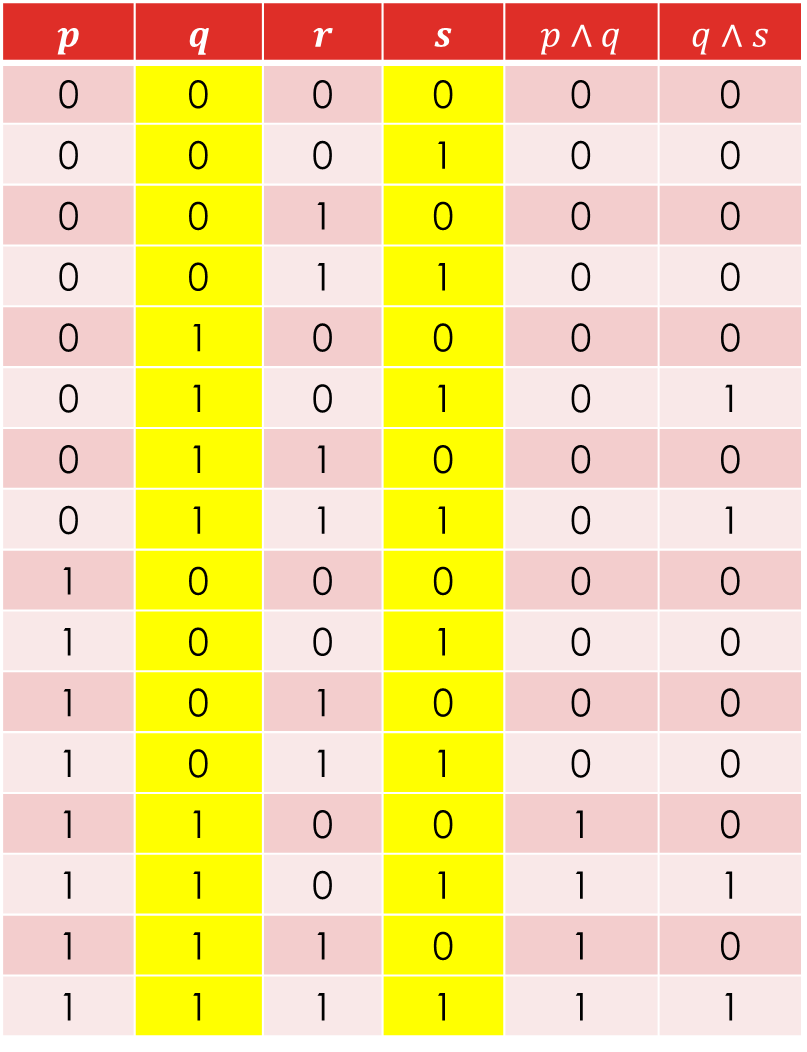 p q r s p ∧ q q ∧ s
0 0 0 0 0 0
0 0 0 1 0 0
0 0 1 0 0 0
0 0 1 1 0 0
0 1 0 0 0 0
0 1 0 1 0 1
0 1 1 0 0 0
0 1 1 1 0 1
1 0 0 0 0 0
1 0 0 1 0 0
1 0 1 0 0 0
1 0 1 1 0 0
1 1 0 0 1 0
1 1 0 1 1 1
1 1 1 0 1 0
1 1 1 1 1 1